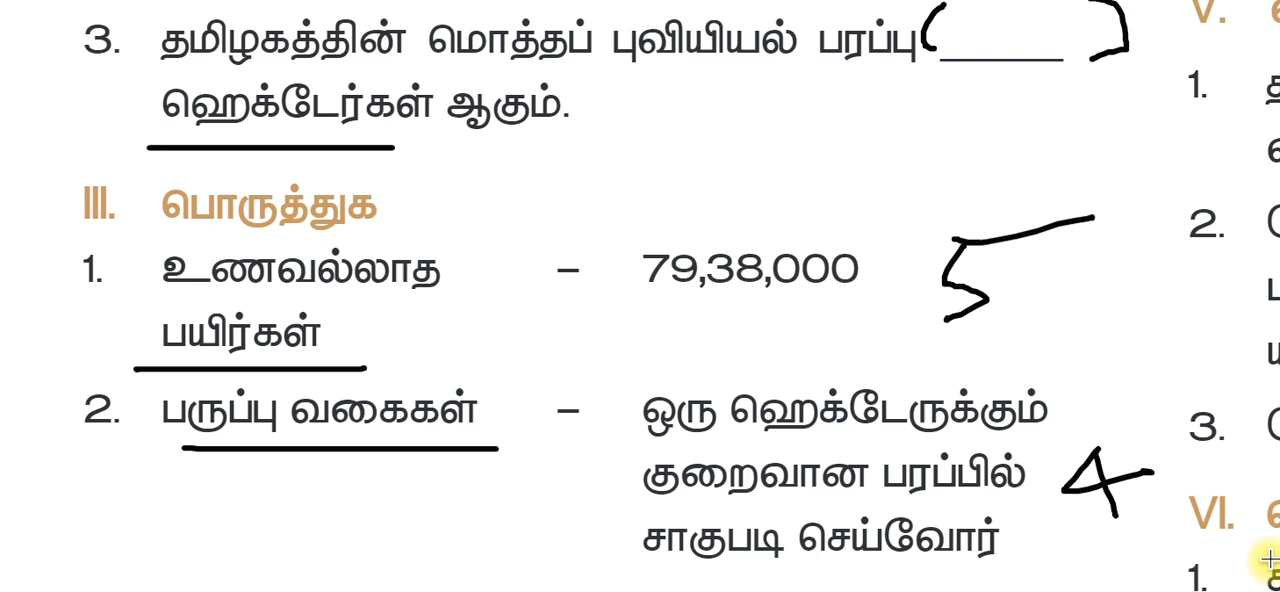 3. தமிழகத்தின் மொத்தப் புவியியல் பரப்பு ______
ஹெக்டேர்கள் ஆகும்.
III. பொருத்துக
1. உணவல்லாத – 79,38,000 5
பயிர்கள்
2. பருப்பு வகைகள் – ஒரு ஹெக்டேருக்கும்
குறைவான பரப்பில் 4
சாகுபடி செய்வோர்
V.
1.
2.
3.
VI.
1.